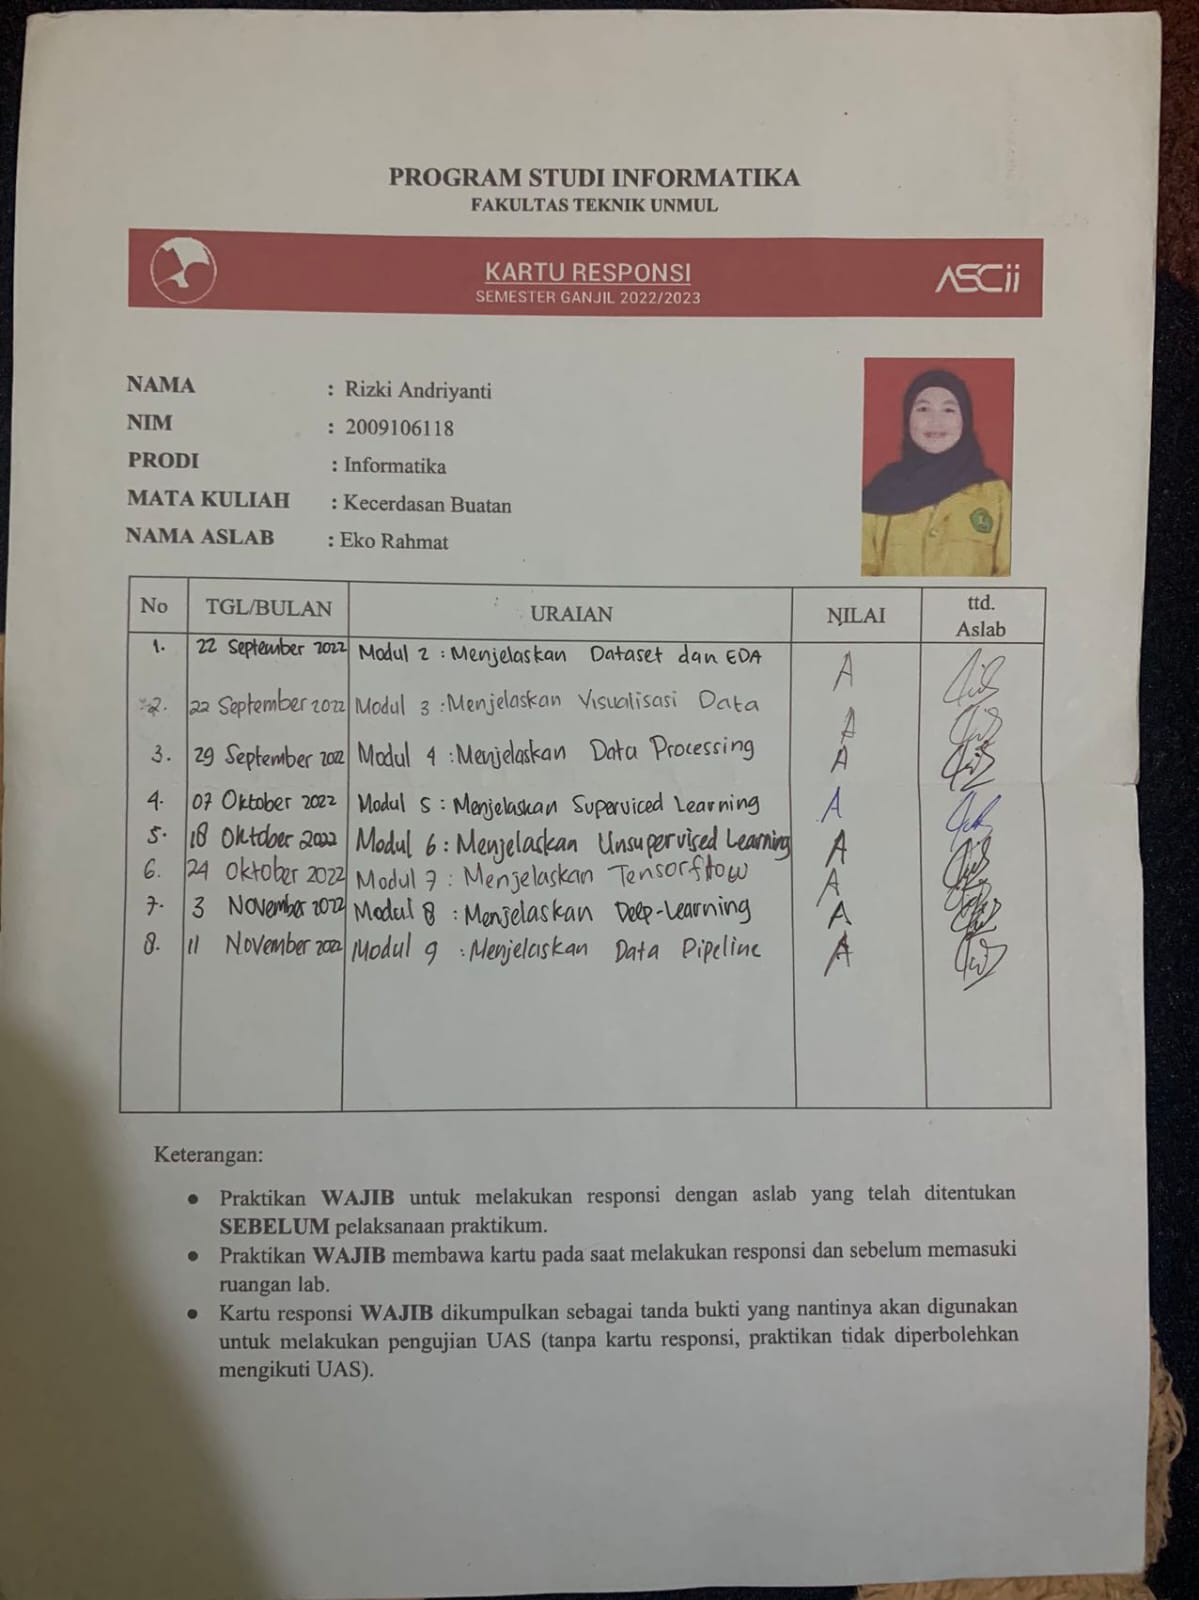 PROGRAM STUDI INFORMATIKA
FAKULTAS TEKNIK UNMUL
KARTU RESPONSI
SEMESTER GANJIL 2022/2023
ASCii
NAMA : Rizki Andriyanti
NIM : 2009106118
PRODI : Informatika
MATA KULIAH : Kecerdasan Buatan
NAMA ASLAB : Eko Rahmat
No TGL/BULAN URAIAN NILAI ttd. Aslab
1. 22 September 2022 Modul 2 : Menjelaskan Dataset dan EDA A
2. 22 September 2022 Modul 3 : Menjelaskan Visualisasi Data A
3. 29 September 2022 Modul 4 : Menjelaskan Data Processing A
4. 07 Oktober 2022 Modul 5 : Menjelaskan Superviced Learning A
5. 18 Oktober 2022 Modul 6 : Menjelaskan Unsupervised Learning A
6. 24 Oktober 2022 Modul 7 : Menjelaskan Tensorflow A
7. 3 November 2022 Modul 8 : Menjelaskan Deep-Learning A
8. 11 November 2022 Modul 9 : Menjelaskan Data Pipeline A
Keterangan:
• Praktikan WAJIB untuk melakukan responsi dengan aslab yang telah ditentukan
SEBELUM pelaksanaan praktikum.
• Praktikan WAJIB membawa kartu pada saat melakukan responsi dan sebelum memasuki
ruangan lab.
• Kartu responsi WAJIB dikumpulkan sebagai tanda bukti yang nantinya akan digunakan
untuk melakukan pengujian UAS (tanpa kartu responsi, praktikan tidak diperbolehkan
mengikuti UAS).